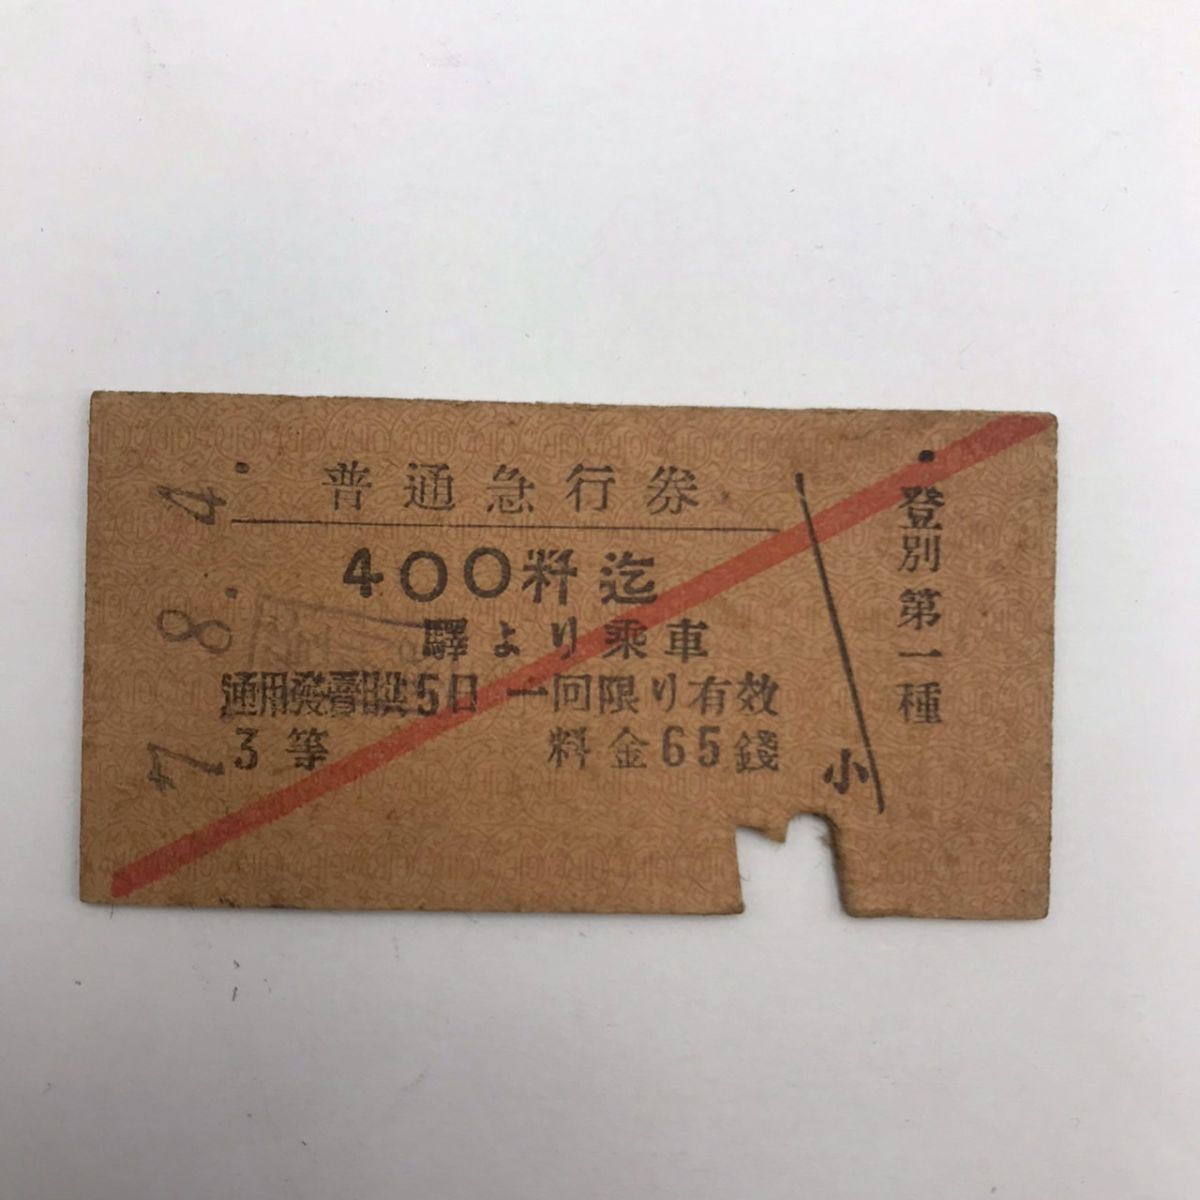 普通急行券
400粁迄
驛より乗車
通用発賣日共5日 一回限り有効
3等 料金65錢
小
登別第一種
7.8.4